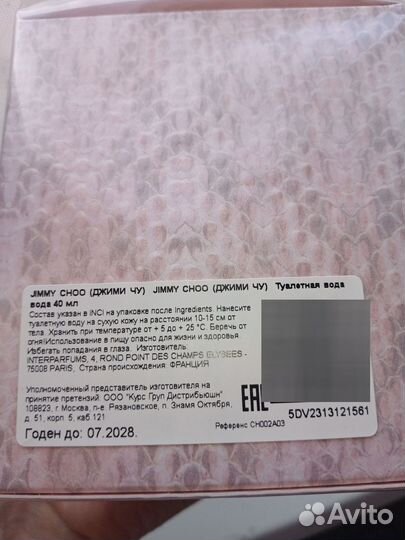 JIMMY CHOO (ДЖИМИ ЧУ) JIMMY CHOO (ДЖИМИ ЧУ) Туалетная вода
вода 40 мл
Состав указан в INCI на упаковке после Ingredients. Нанесите
туалетную воду на сухую кожу на расстоянии 10-15 см от
тела. Хранить при температуре от + 5 до + 25 °C. Беречь от
огня!Использование в пищу опасно для жизни и здоровья.
Избегать попадания в глаза. Изготовитель:
INTERPARFUMS, 4, ROND POINT DES CHAMPS ELYSEES -
75008 PARIS, Страна происхождения: ФРАНЦИЯ
Уполномоченный представитель изготовителя на
принятие претензий: ООО "Курс Груп Дистрибьюшн"
108823, г. Москва, п-е. Рязановское, п. Знамя Октября,
д. 51, корп. 5, каб 121
Годен до: 07.2028.
EAC
5DV2313121561
Референс CH002A03
Avito